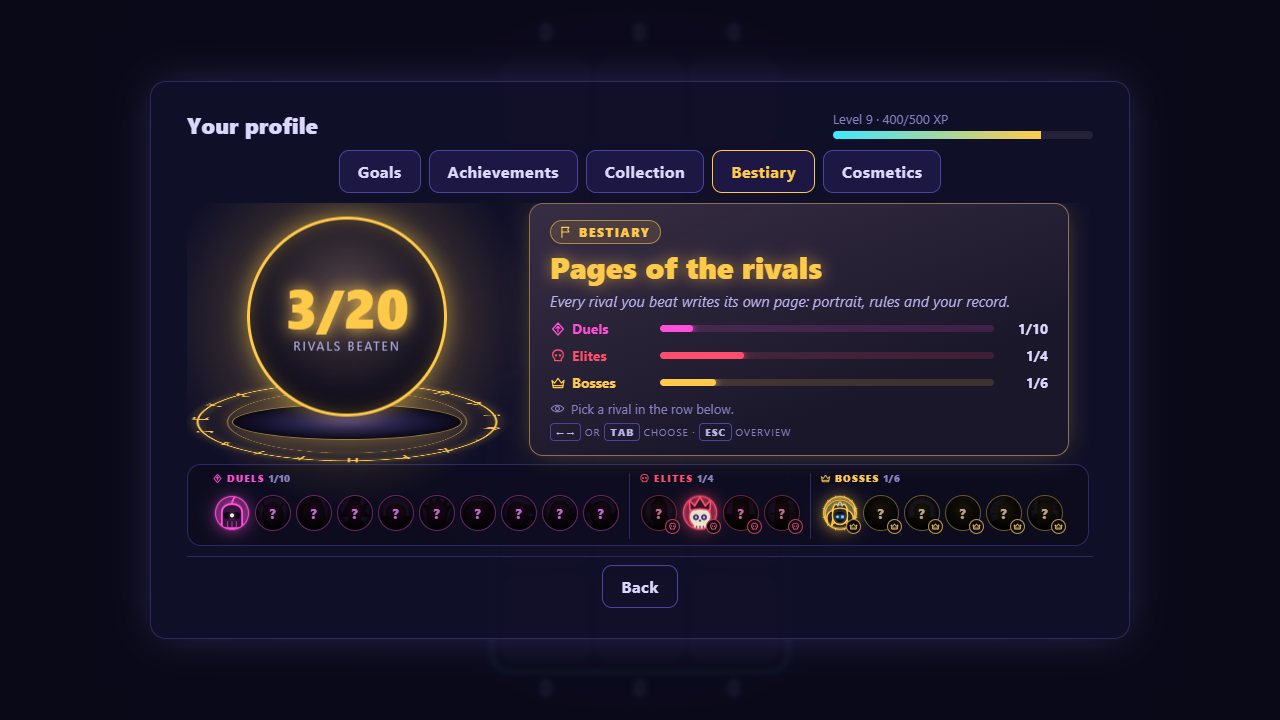 Your profile
Level 9 · 400/500 XP
Goals
Achievements
Collection
Bestiary
Cosmetics
3/20
RIVALS BEATEN
BESTIARY
Pages of the rivals
Every rival you beat writes its own page: portrait, rules and your record.
Duels 1/10
Elites 1/4
Bosses 1/6
Pick a rival in the row below.
←→ OR TAB CHOOSE · ESC OVERVIEW
DUELS 1/10
? ? ? ? ? ? ? ? ?
ELITES 1/4
? ? ?
BOSSES 1/6
? ? ? ? ?
Back